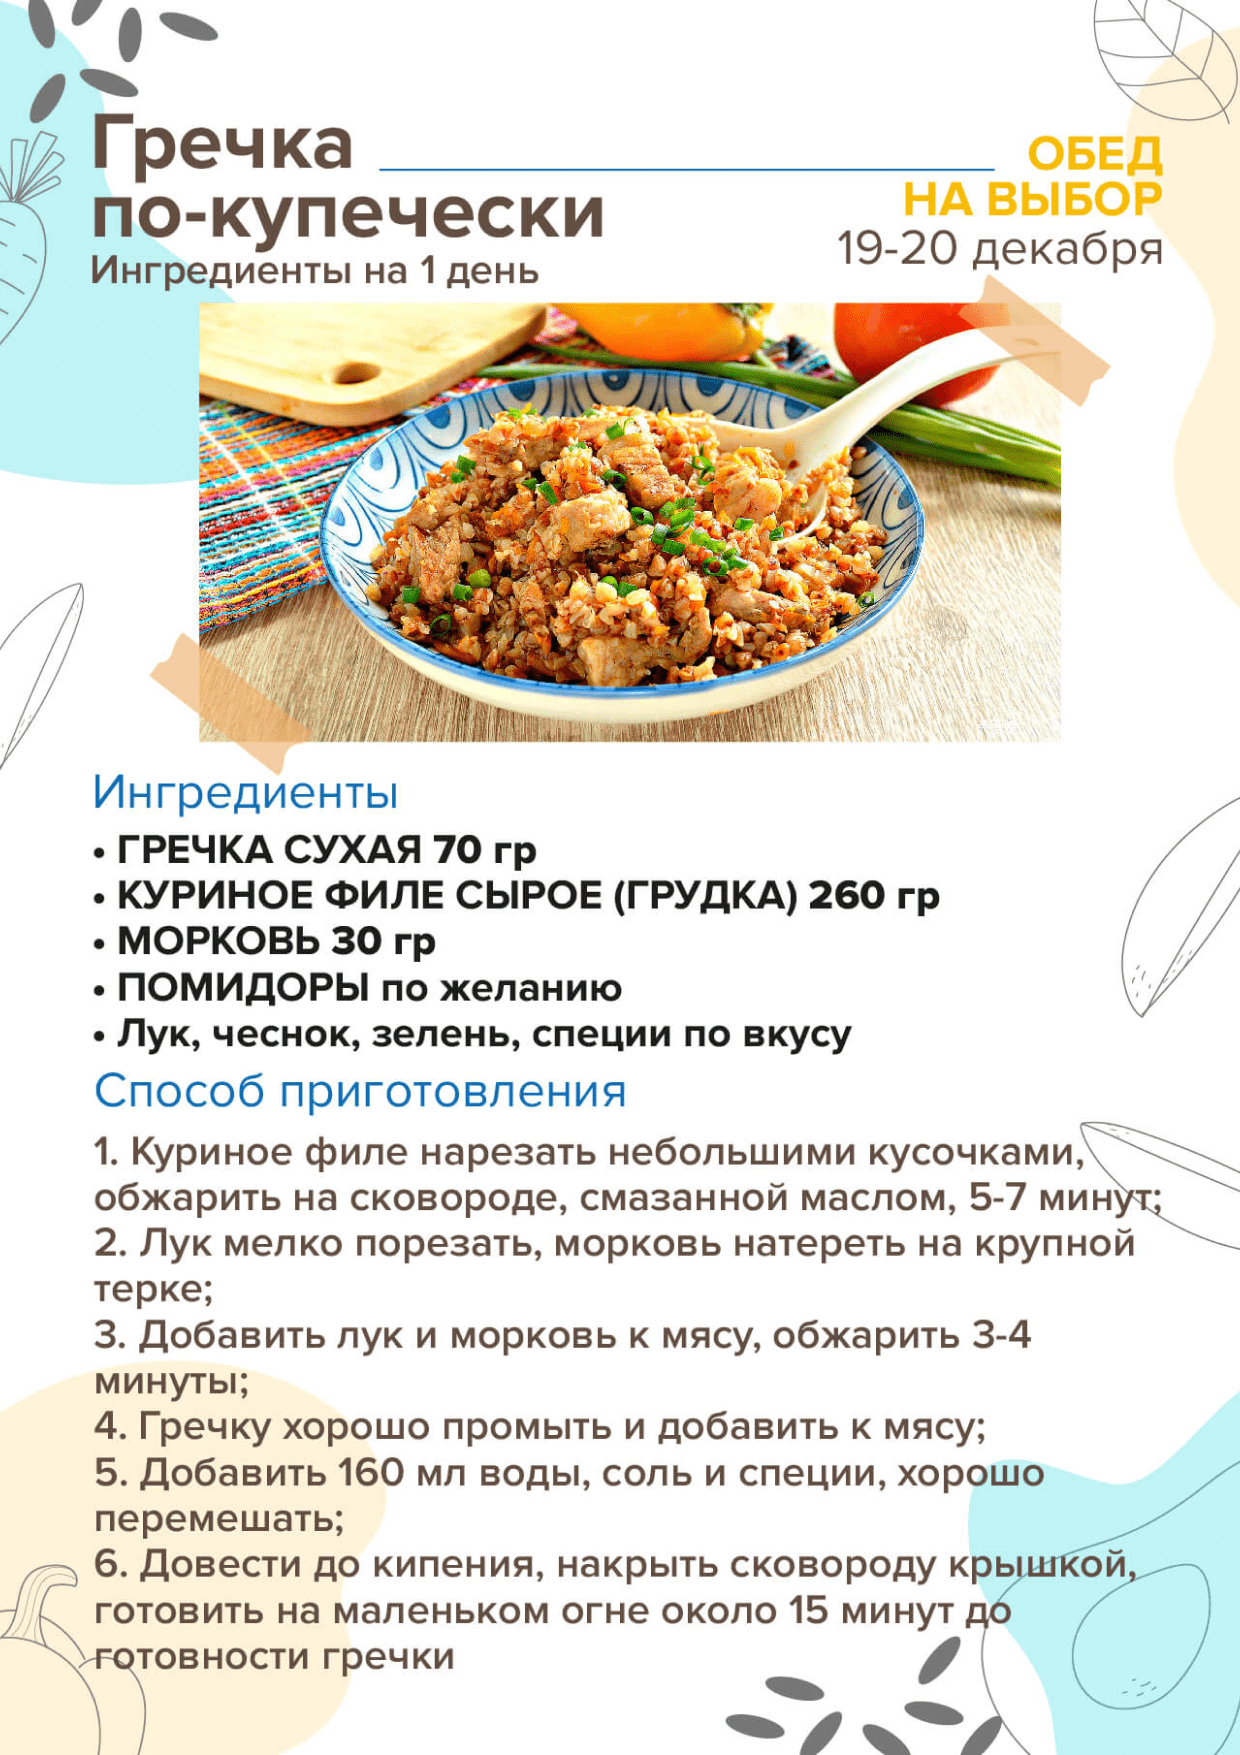 Гречка
по-купечески
Ингредиенты на 1 день
ОБЕД
НА ВЫБОР
19-20 декабря
Ингредиенты
• ГРЕЧКА СУХАЯ 70 гр
• КУРИНОЕ ФИЛЕ СЫРОЕ (ГРУДКА) 260 гр
• МОРКОВЬ 30 гр
• ПОМИДОРЫ по желанию
• Лук, чеснок, зелень, специи по вкусу
Способ приготовления
1. Куриное филе нарезать небольшими кусочками,
обжарить на сковороде, смазанной маслом, 5-7 минут;
2. Лук мелко порезать, морковь натереть на крупной
терке;
3. Добавить лук и морковь к мясу, обжарить 3-4
минуты;
4. Гречку хорошо промыть и добавить к мясу;
5. Добавить 160 мл воды, соль и специи, хорошо
перемешать;
6. Довести до кипения, накрыть сковороду крышкой,
готовить на маленьком огне около 15 минут до
готовности гречки